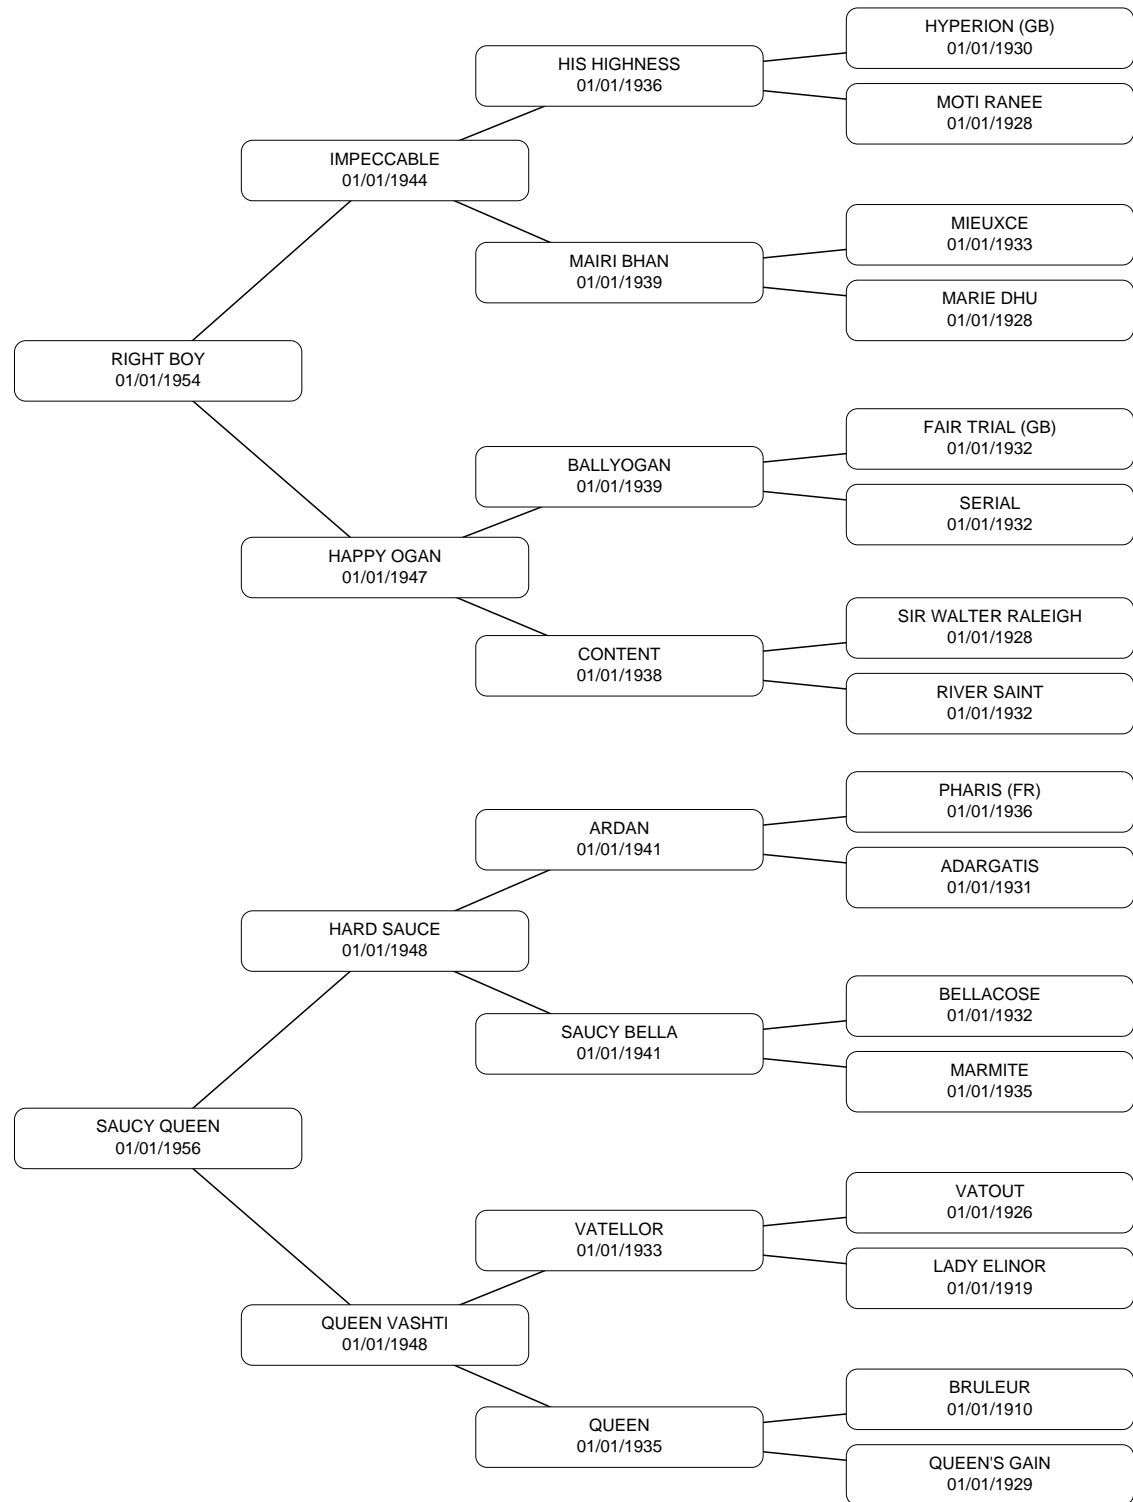 HYPERION (GB)
01/01/1930
HIS HIGHNESS
01/01/1936
MOTI RANEE
01/01/1928
IMPECCABLE
01/01/1944
MIEUXCE
01/01/1933
MAIRI BHAN
01/01/1939
MARIE DHU
01/01/1928
RIGHT BOY
01/01/1954
FAIR TRIAL (GB)
01/01/1932
BALLYOGAN
01/01/1939
SERIAL
01/01/1932
HAPPY OGAN
01/01/1947
SIR WALTER RALEIGH
01/01/1928
CONTENT
01/01/1938
RIVER SAINT
01/01/1932
PHARIS (FR)
01/01/1936
ARDAN
01/01/1941
ADARGATIS
01/01/1931
HARD SAUCE
01/01/1948
BELLACOSE
01/01/1932
SAUCY BELLA
01/01/1941
MARMITE
01/01/1935
SAUCY QUEEN
01/01/1956
VATOUT
01/01/1926
VATELLOR
01/01/1933
LADY ELINOR
01/01/1919
QUEEN VASHTI
01/01/1948
BRULEUR
01/01/1910
QUEEN
01/01/1935
QUEEN'S GAIN
01/01/1929